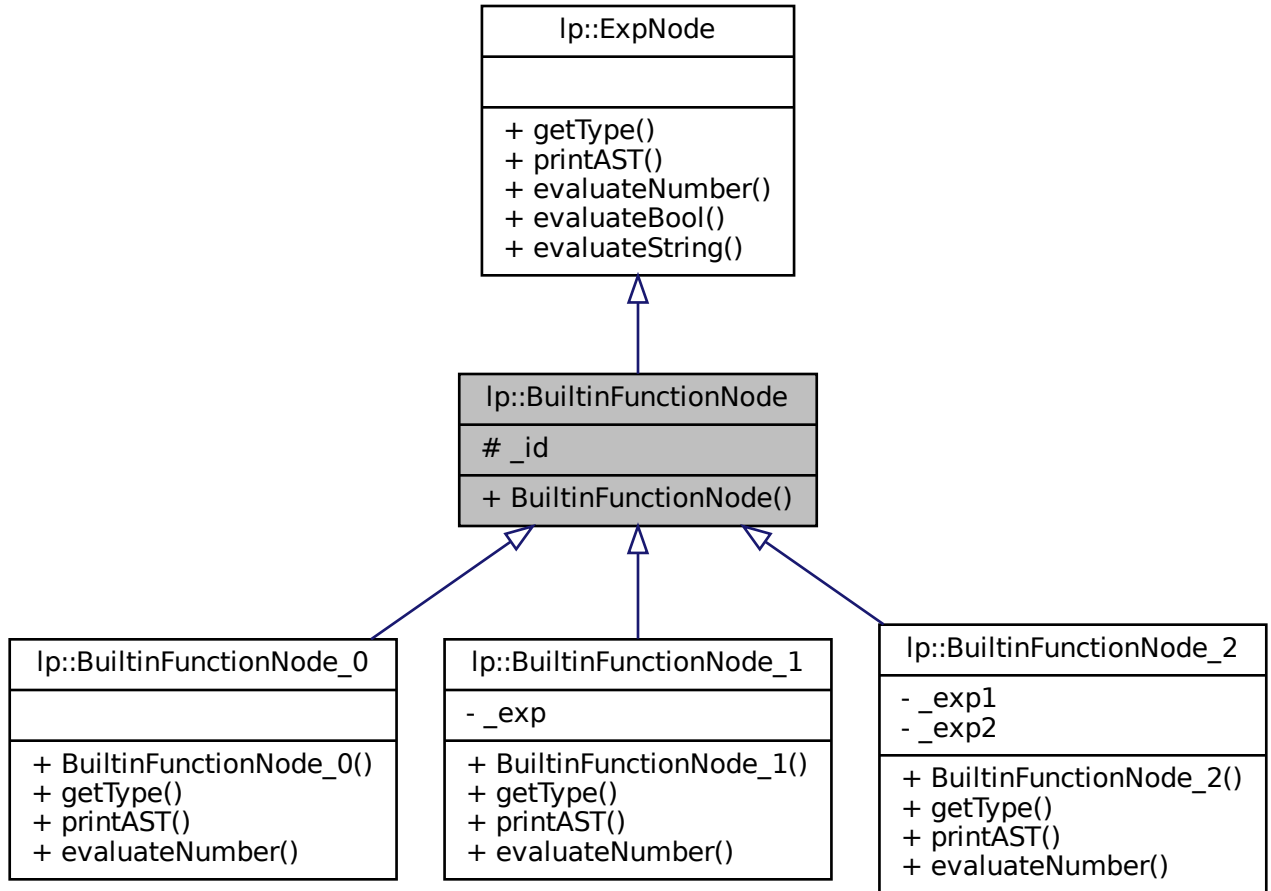 lp::ExpNode
+ getType()
+ printAST()
+ evaluateNumber()
+ evaluateBool()
+ evaluateString()
lp::BuiltinFunctionNode
# _id
+ BuiltinFunctionNode()
lp::BuiltinFunctionNode_0
+ BuiltinFunctionNode_0()
+ getType()
+ printAST()
+ evaluateNumber()
lp::BuiltinFunctionNode_1
- _exp
+ BuiltinFunctionNode_1()
+ getType()
+ printAST()
+ evaluateNumber()
lp::BuiltinFunctionNode_2
- _exp1
- _exp2
+ BuiltinFunctionNode_2()
+ getType()
+ printAST()
+ evaluateNumber()